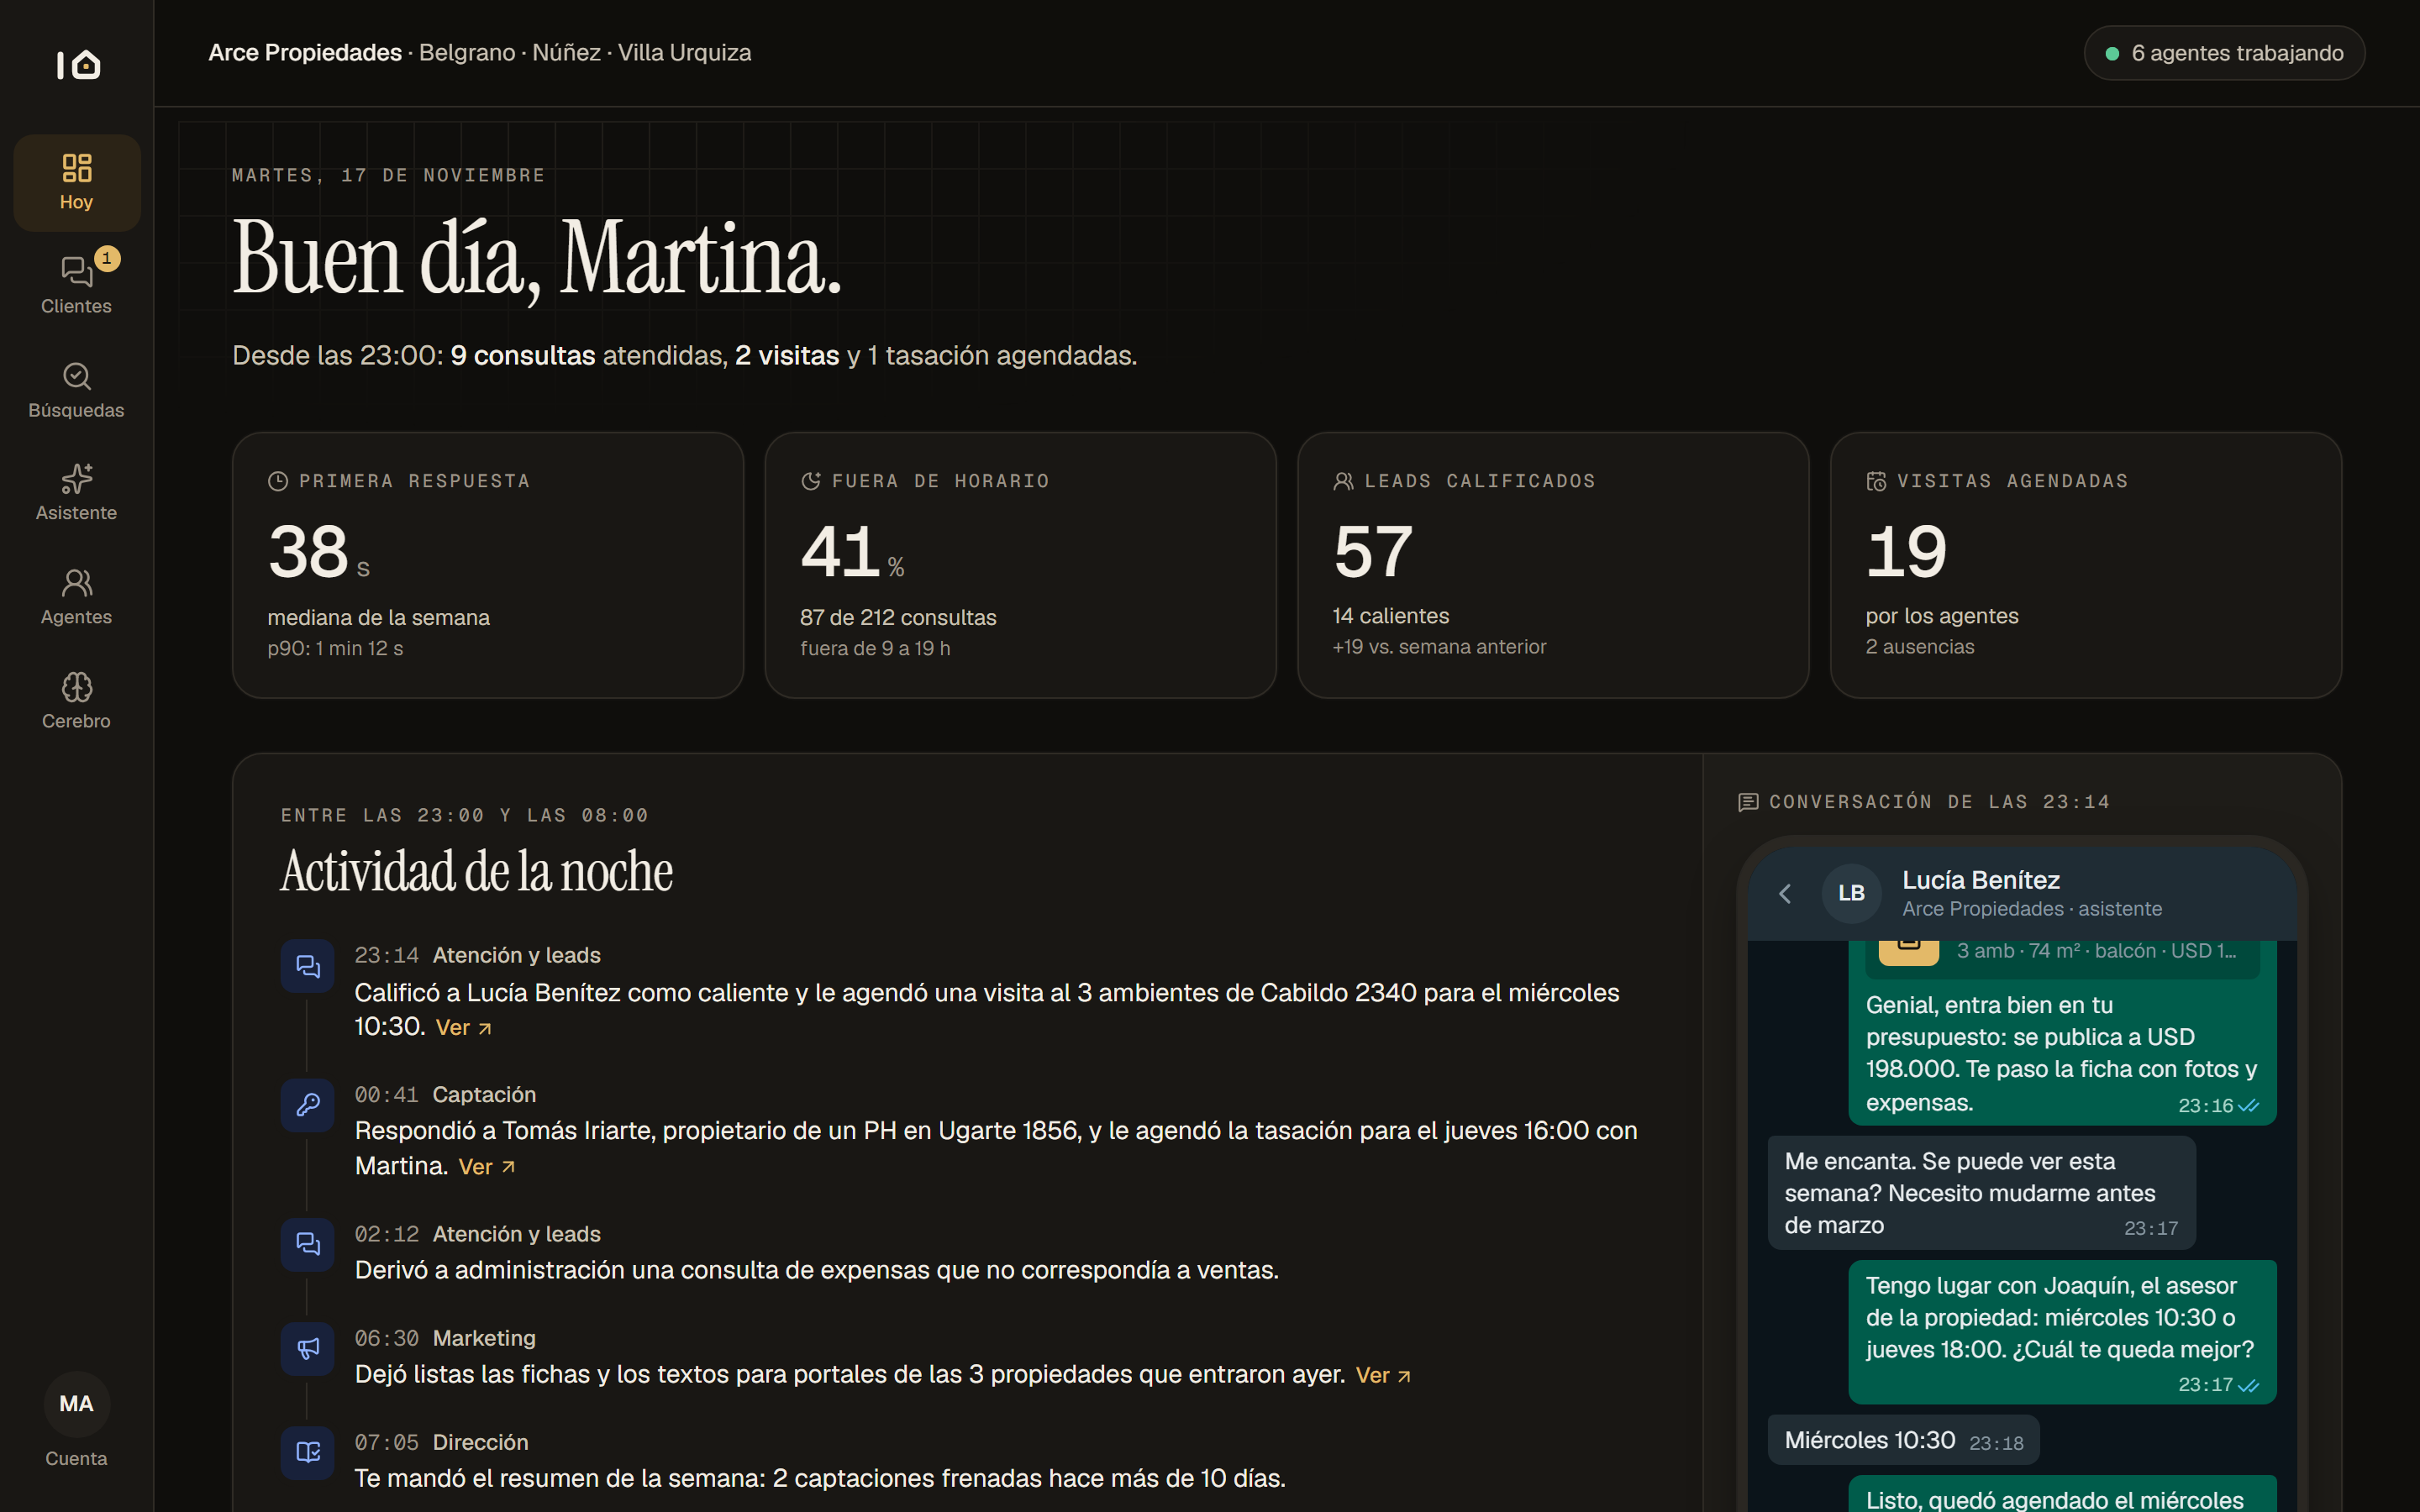 Arce Propiedades · Belgrano · Núñez · Villa Urquiza
6 agentes trabajando
Hoy
1
Clientes
Búsquedas
Asistente
Agentes
Cerebro
MA
Cuenta
MARTES, 17 DE NOVIEMBRE
Buen día, Martina.
Desde las 23:00: 9 consultas atendidas, 2 visitas y 1 tasación agendadas.
PRIMERA RESPUESTA
38 s
mediana de la semana
p90: 1 min 12 s
FUERA DE HORARIO
41 %
87 de 212 consultas
fuera de 9 a 19 h
LEADS CALIFICADOS
57
14 calientes
+19 vs. semana anterior
VISITAS AGENDADAS
19
por los agentes
2 ausencias
ENTRE LAS 23:00 Y LAS 08:00
Actividad de la noche
23:14 Atención y leads
Calificó a Lucía Benítez como caliente y le agendó una visita al 3 ambientes de Cabildo 2340 para el miércoles
10:30. Ver
00:41 Captación
Respondió a Tomás Iriarte, propietario de un PH en Ugarte 1856, y le agendó la tasación para el jueves 16:00 con
Martina. Ver
02:12 Atención y leads
Derivó a administración una consulta de expensas que no correspondía a ventas.
06:30 Marketing
Dejó listas las fichas y los textos para portales de las 3 propiedades que entraron ayer. Ver
07:05 Dirección
Te mandó el resumen de la semana: 2 captaciones frenadas hace más de 10 días.
CONVERSACIÓN DE LAS 23:14
LB
Lucía Benítez
Arce Propiedades · asistente
3 amb · 74 m² · balcón · USD 1...
Genial, entra bien en tu
presupuesto: se publica a USD
198.000. Te paso la ficha con fotos y
expensas. 23:16
Me encanta. Se puede ver esta
semana? Necesito mudarme antes
de marzo 23:17
Tengo lugar con Joaquín, el asesor
de la propiedad: miércoles 10:30 o
jueves 18:00. ¿Cuál te queda mejor?
23:17
Miércoles 10:30 23:18
Listo, quedó agendado el miércoles